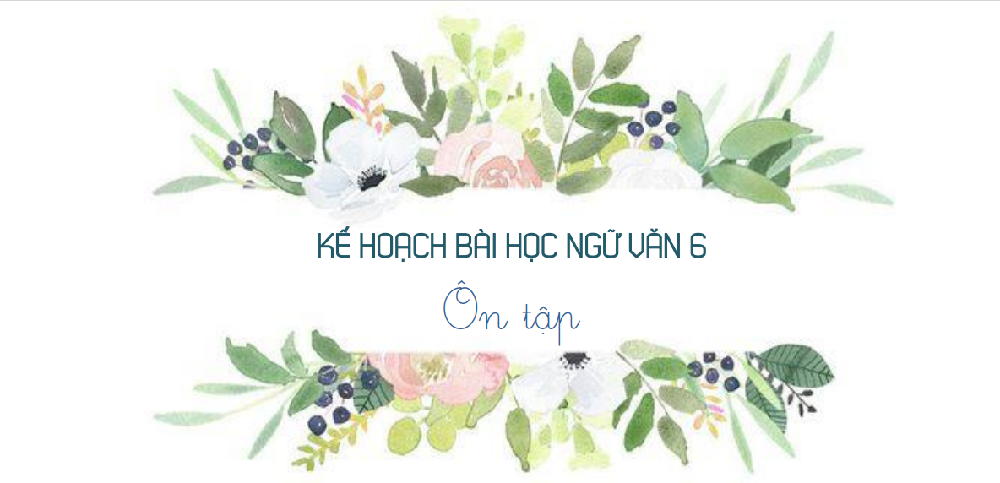 KẾ HOẠCH BÀI HỌC NGỮ VĂN 6
Ôn tập